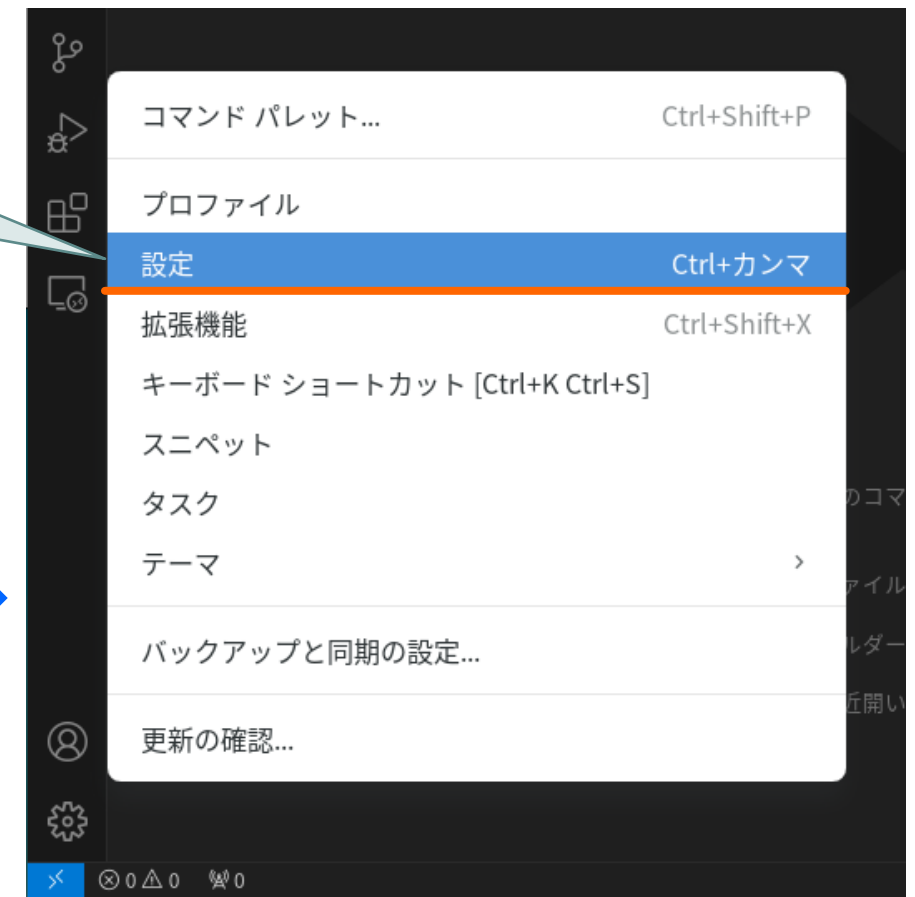 コマンド パレット... Ctrl+Shift+P
プロファイル
設定 Ctrl+カンマ
拡張機能 Ctrl+Shift+X
キーボード ショートカット [Ctrl+K Ctrl+S]
スニペット
のコマ
タスク
テーマ
ァイル
バックアップと同期の設定...
ルダー
近開い
更新の確認...
0 0 0